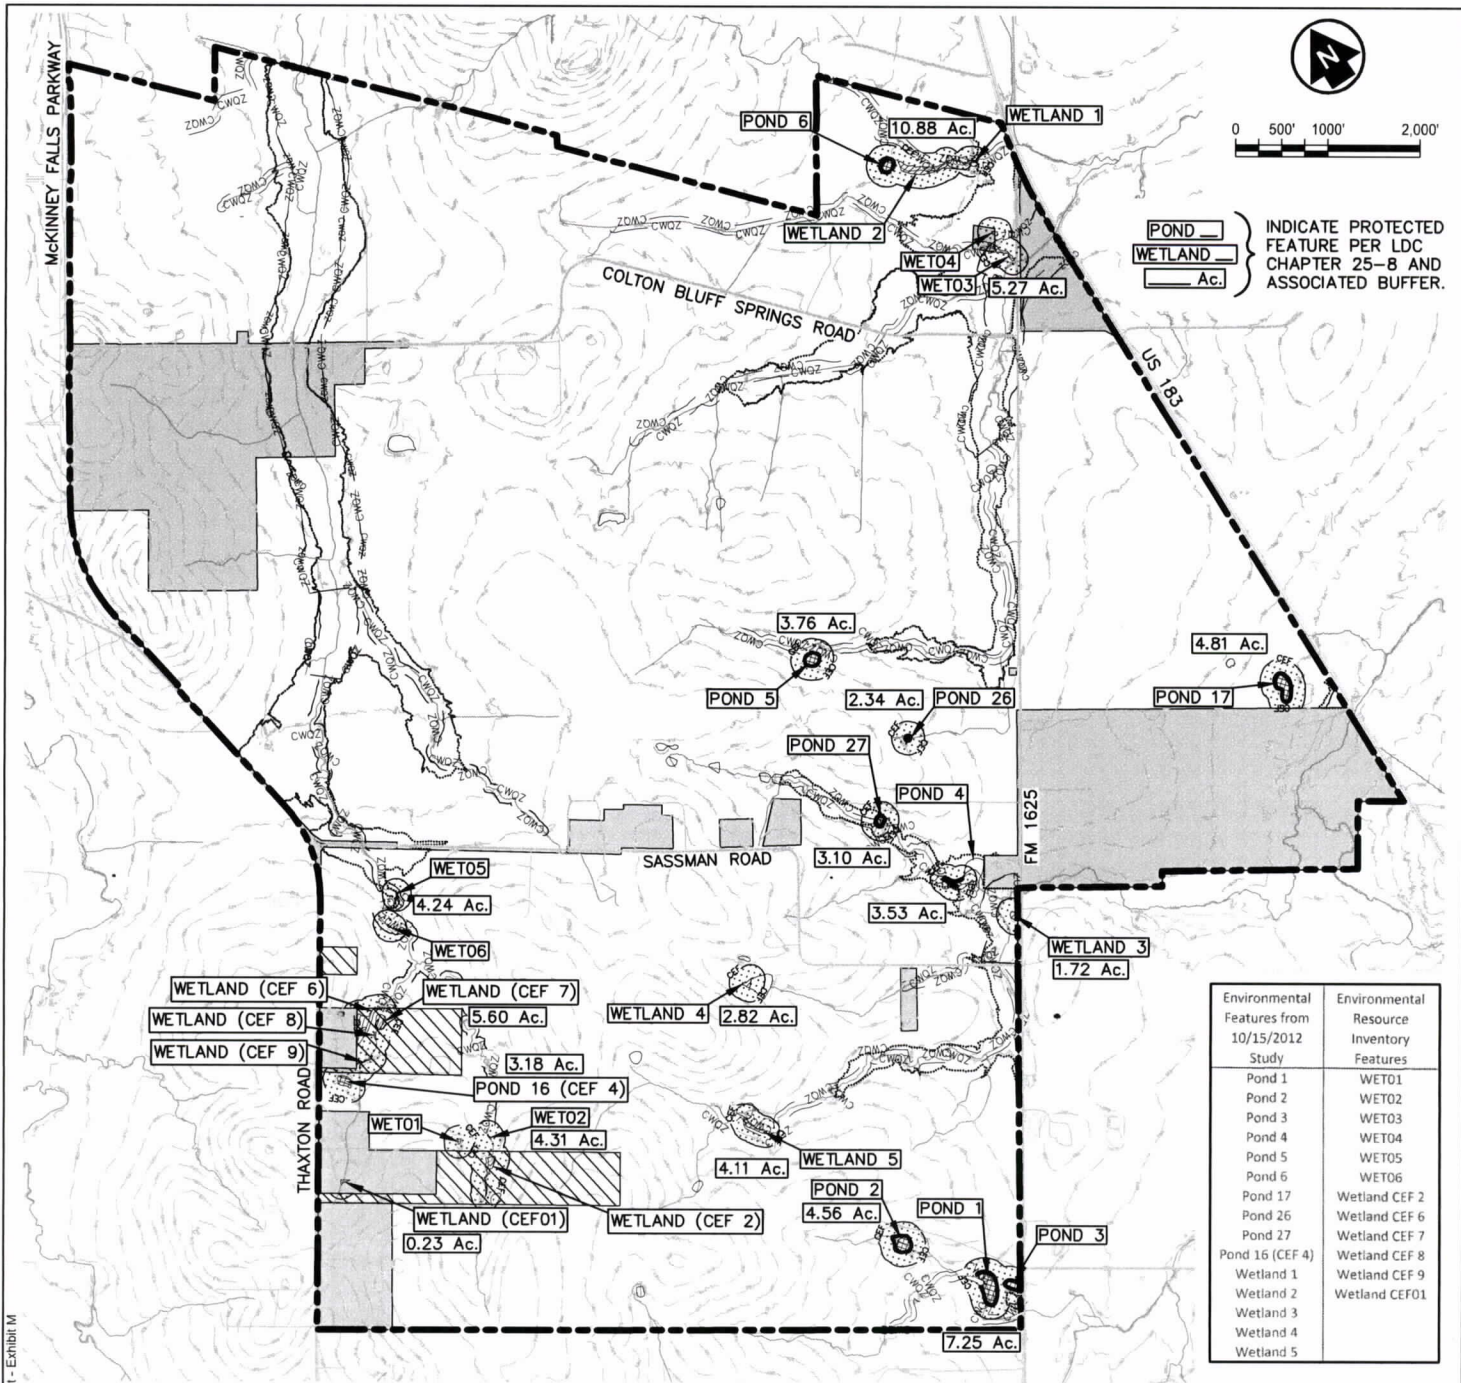 McKINNEY FALLS PARKWAY
N
0 500' 1000' 2,000'
POND 6
10.88 Ac.
WETLAND 1
WETLAND 2
WET04
WET03
5.27 Ac.
POND __
WETLAND __
___ Ac.
INDICATE PROTECTED
FEATURE PER LDC
CHAPTER 25-8 AND
ASSOCIATED BUFFER.
COLTON BLUFF SPRINGS ROAD
US 183
3.76 Ac.
POND 5
2.34 Ac.
POND 26
4.81 Ac.
POND 17
POND 27
POND 4
FM 1625
3.10 Ac.
SASSMAN ROAD
3.53 Ac.
WET05
4.24 Ac.
WET06
WETLAND 3
1.72 Ac.
WETLAND (CEF 6)
WETLAND (CEF 7)
5.60 Ac.
WETLAND (CEF 8)
WETLAND (CEF 9)
WETLAND 4
2.82 Ac.
3.18 Ac.
POND 16 (CEF 4)
THAXTON ROAD
WET01
WET02
4.31 Ac.
WETLAND 5
4.11 Ac.
WETLAND (CEF01)
0.23 Ac.
WETLAND (CEF 2)
POND 2
4.56 Ac.
POND 1
POND 3
7.25 Ac.
CWQZ
CEF
Environmental Features from 10/15/2012 Study
Environmental Resource Inventory Features
Pond 1 WET01
Pond 2 WET02
Pond 3 WET03
Pond 4 WET04
Pond 5 WET05
Pond 6 WET06
Pond 17 Wetland CEF 2
Pond 26 Wetland CEF 6
Pond 27 Wetland CEF 7
Pond 16 (CEF 4) Wetland CEF 8
Wetland 1 Wetland CEF 9
Wetland 2 Wetland CEF01
Wetland 3
Wetland 4
Wetland 5
t - Exhibit M